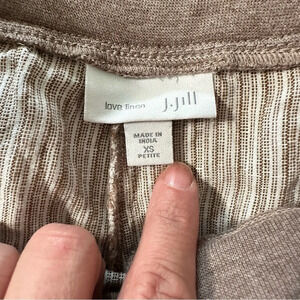 love linen J.Jill
MADE IN
INDIA
XS
PETITE